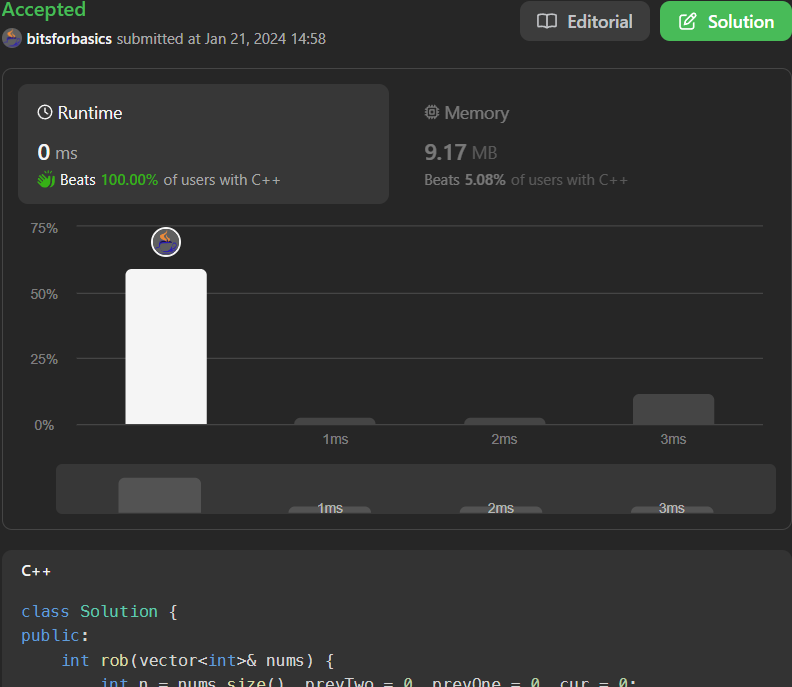 Accepted
Editorial
Solution
bitsforbasics submitted at Jan 21, 2024 14:58
Runtime
Memory
0 ms
9.17 MB
Beats 100.00% of users with C++
Beats 5.08% of users with C++
75%
50%
25%
0%
1ms 2ms 3ms
1ms 2ms 3ms
C++
class Solution {
public:
int rob(vector<int>& nums) {
int n = nums.size(), prevTwo = 0, prevOne = 0, cur = 0;